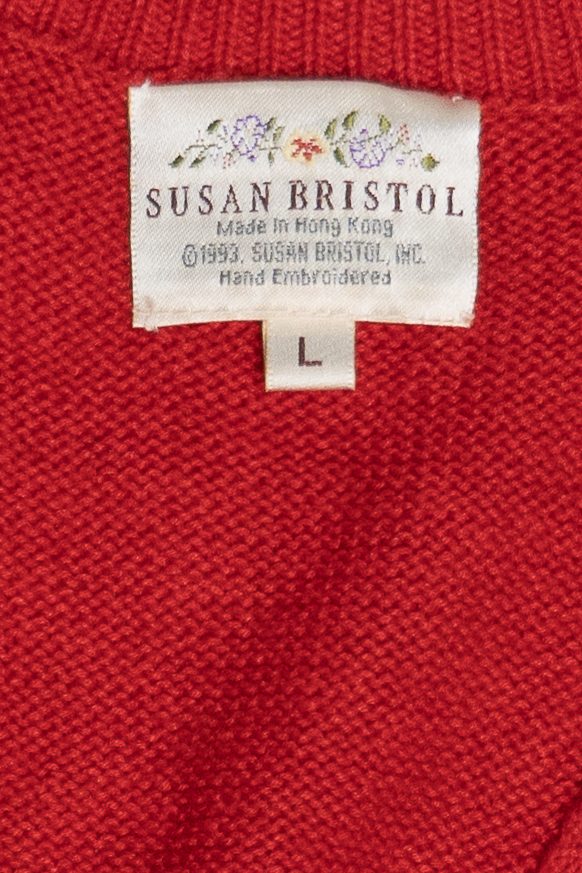 SUSAN BRISTOL
Made In Hong Kong
©1993, SUSAN BRISTOL, INC.
Hand Embroidered
L